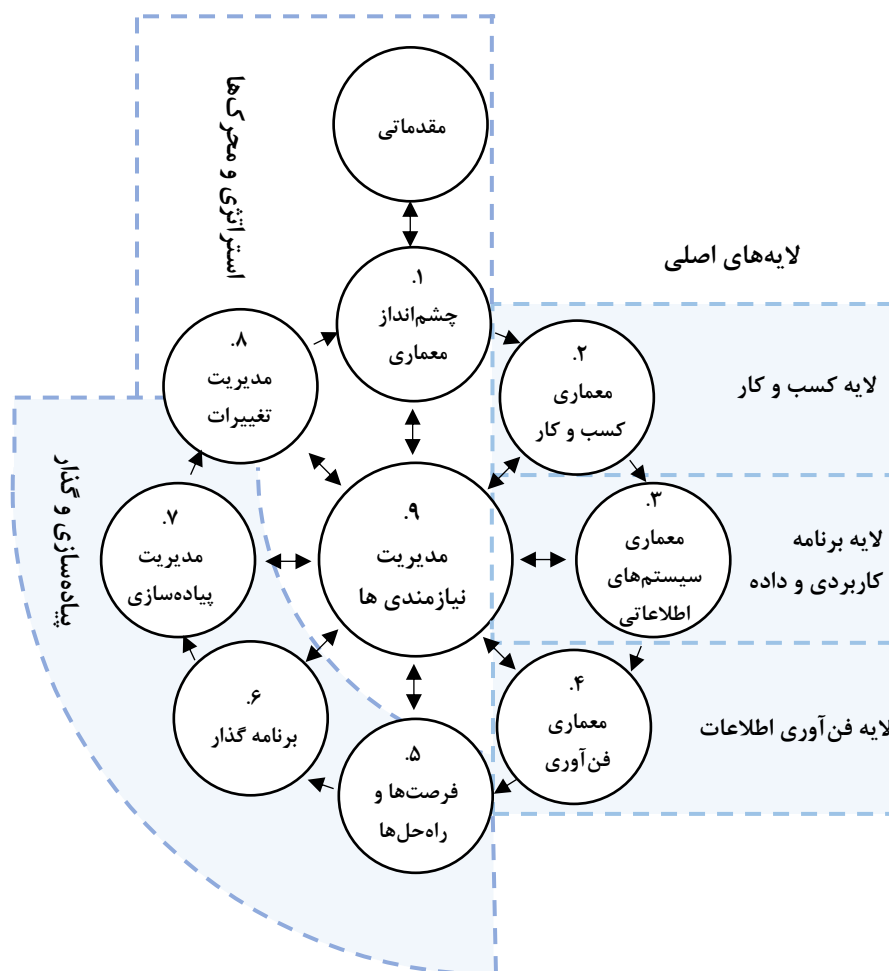 استراتژی و محرک‌ها
مقدماتی
لایه‌های اصلی
۱.
چشم‌انداز
معماری
۲.
معماری
کسب و کار
لایه کسب و کار
۳.
معماری
سیستم‌های
اطلاعاتی
لایه برنامه
کاربردی و داده
۴.
معماری
فن‌آوری
لایه فن‌آوری اطلاعات
۵.
فرصت‌ها و
راه‌حل‌ها
۶.
برنامه گذار
۷.
مدیریت
پیاده‌سازی
۸.
مدیریت
تغییرات
۹.
مدیریت
نیازمندی ها
پیاده‌سازی و گذار